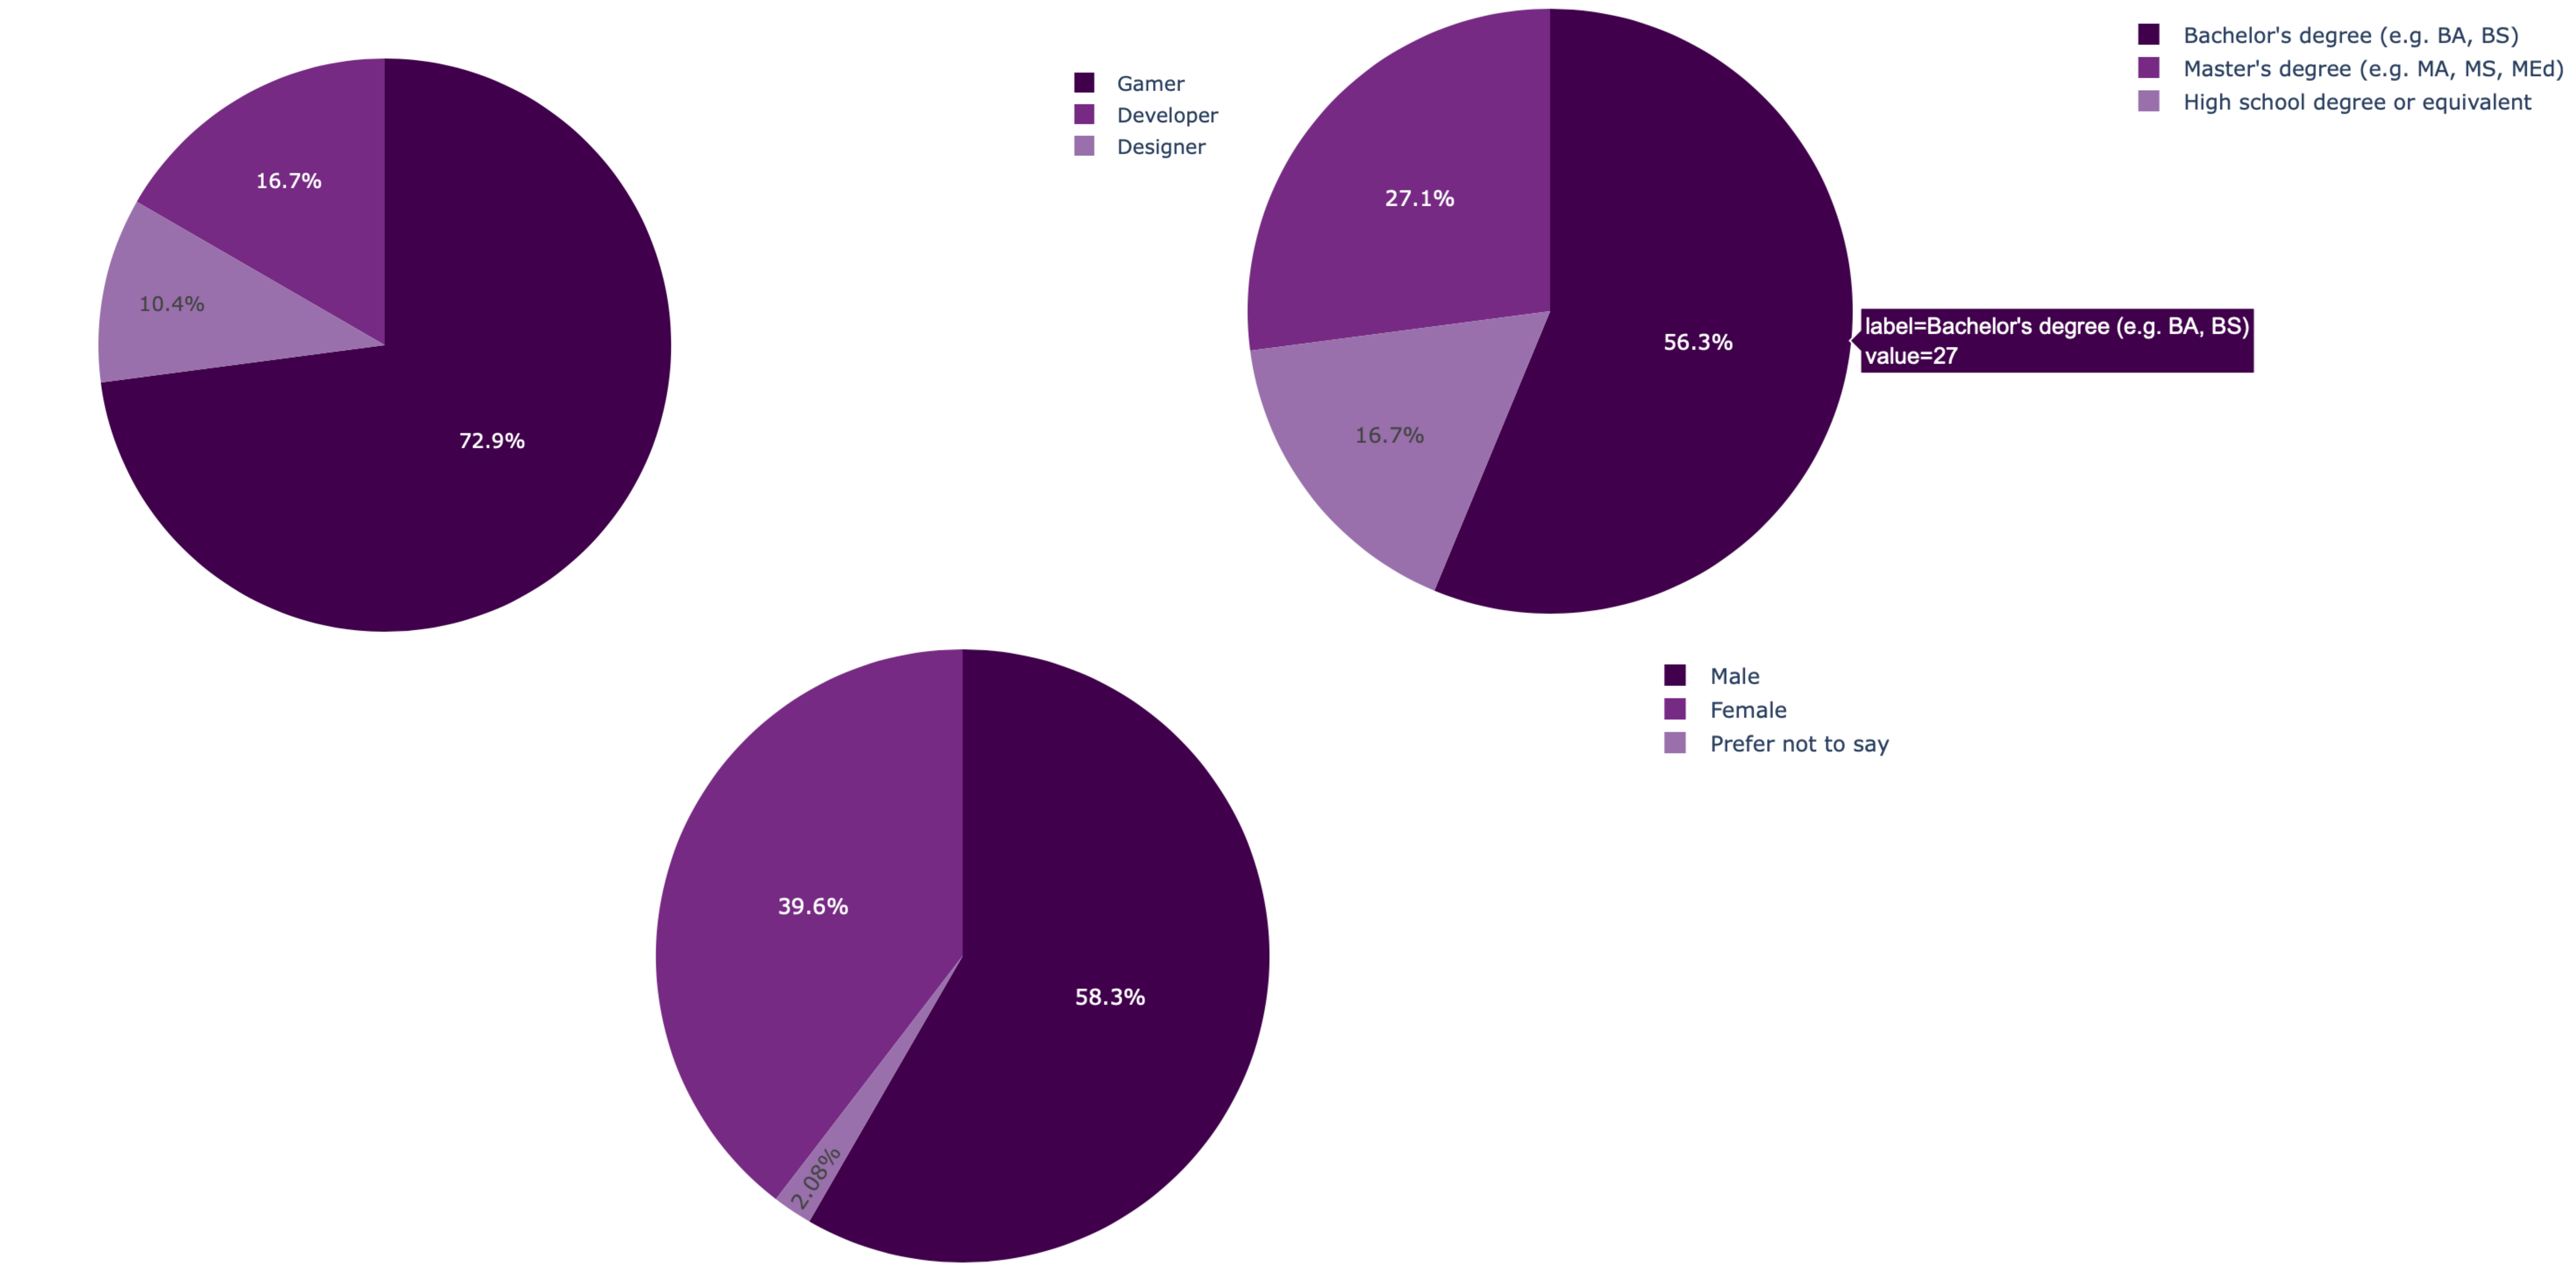 16.7%
10.4%
72.9%
Gamer
Developer
Designer
27.1%
56.3%
16.7%
label=Bachelor's degree (e.g. BA, BS)
value=27
Bachelor's degree (e.g. BA, BS)
Master's degree (e.g. MA, MS, MEd)
High school degree or equivalent
39.6%
58.3%
2.08%
Male
Female
Prefer not to say